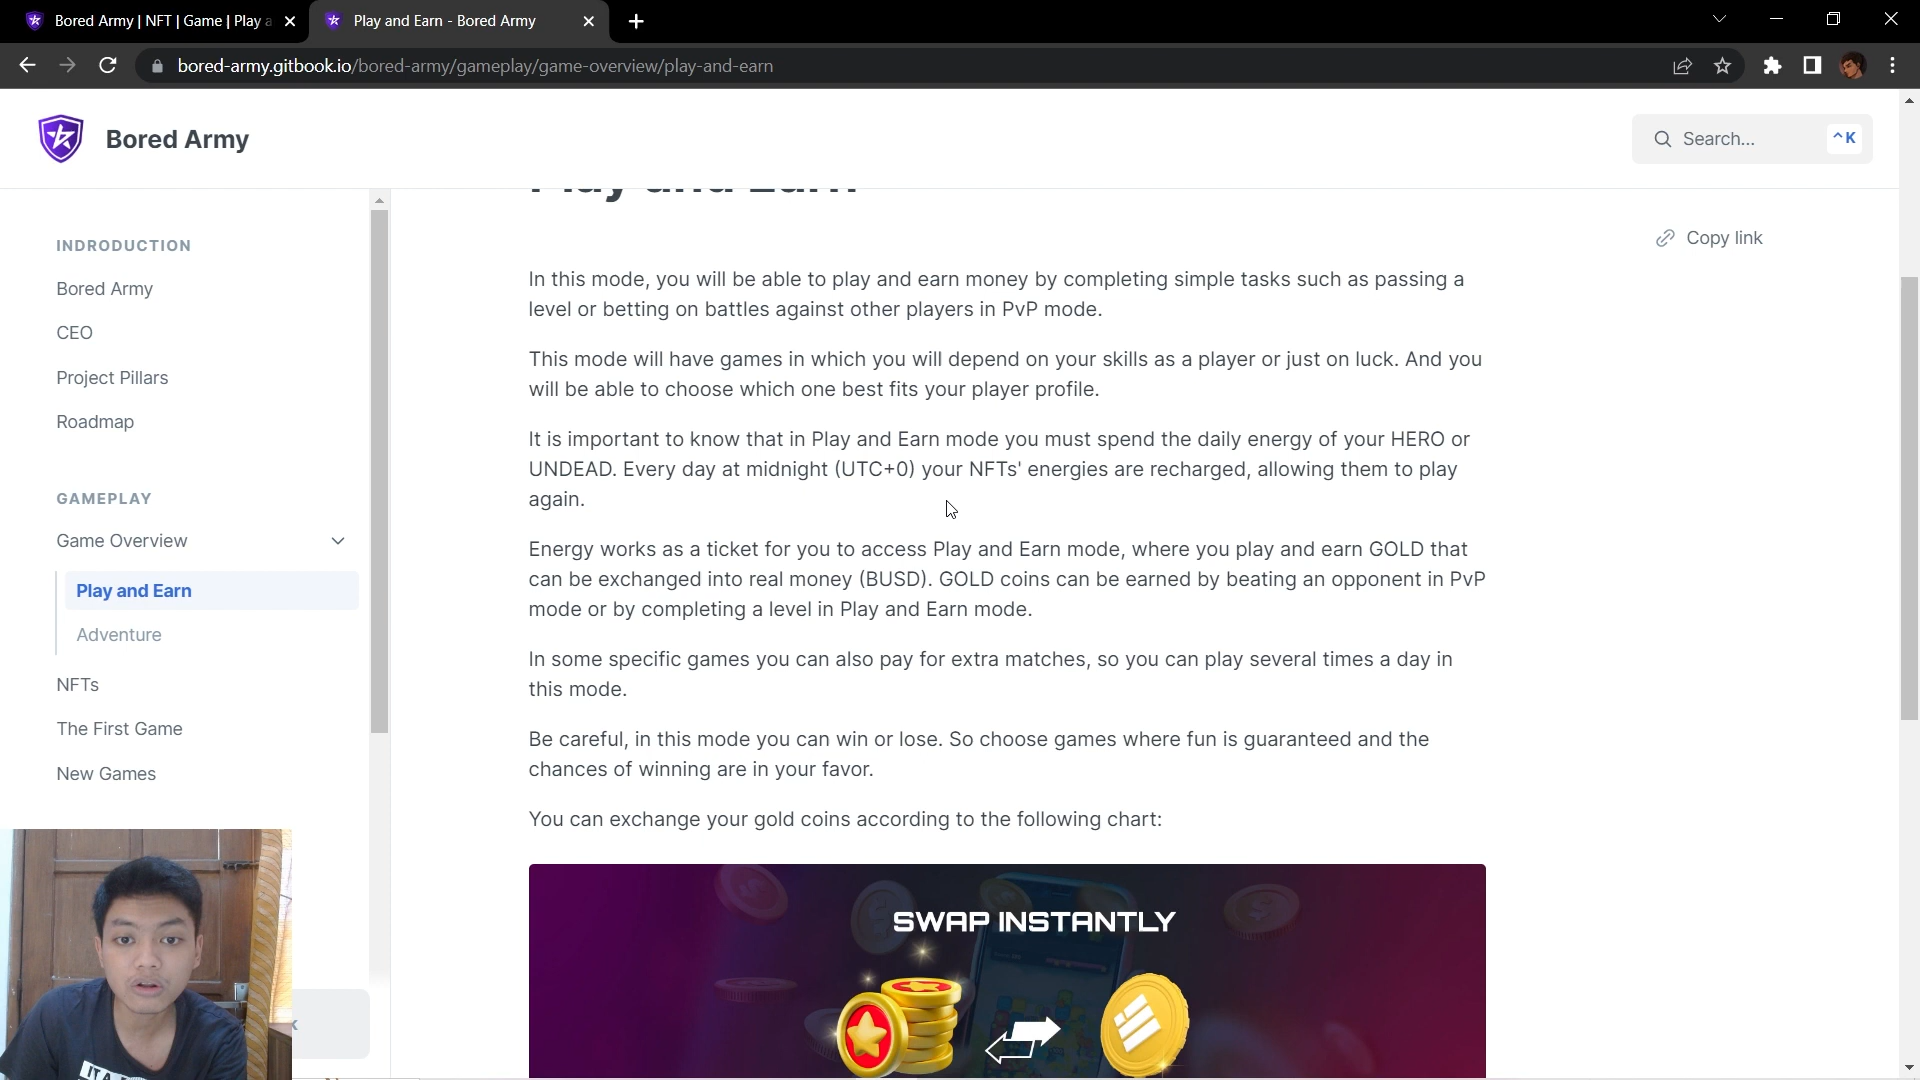 Bored Army | NFT | Game | Play a
Play and Earn - Bored Army
bored-army.gitbook.io/bored-army/gameplay/game-overview/play-and-earn
Bored Army
Search...
^K
Play and Earn
Copy link
INDRODUCTION
Bored Army
CEO
Project Pillars
Roadmap
GAMEPLAY
Game Overview
Play and Earn
Adventure
NFTs
The First Game
New Games
In this mode, you will be able to play and earn money by completing simple tasks such as passing a
level or betting on battles against other players in PvP mode.
This mode will have games in which you will depend on your skills as a player or just on luck. And you
will be able to choose which one best fits your player profile.
It is important to know that in Play and Earn mode you must spend the daily energy of your HERO or
UNDEAD. Every day at midnight (UTC+0) your NFTs' energies are recharged, allowing them to play
again.
Energy works as a ticket for you to access Play and Earn mode, where you play and earn GOLD that
can be exchanged into real money (BUSD). GOLD coins can be earned by beating an opponent in PvP
mode or by completing a level in Play and Earn mode.
In some specific games you can also pay for extra matches, so you can play several times a day in
this mode.
Be careful, in this mode you can win or lose. So choose games where fun is guaranteed and the
chances of winning are in your favor.
You can exchange your gold coins according to the following chart:
SWAP INSTANTLY